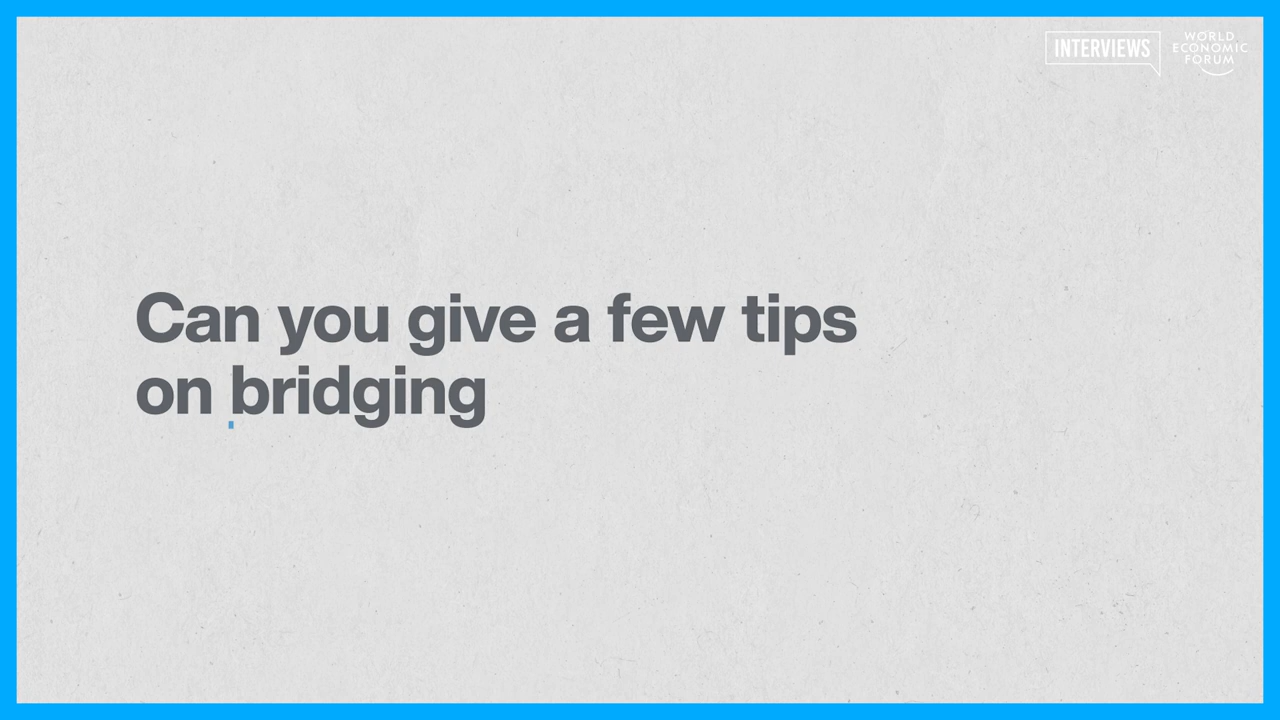 INTERVIEWS
WORLD
ECONOMIC
FORUM
Can you give a few tips
on bridging